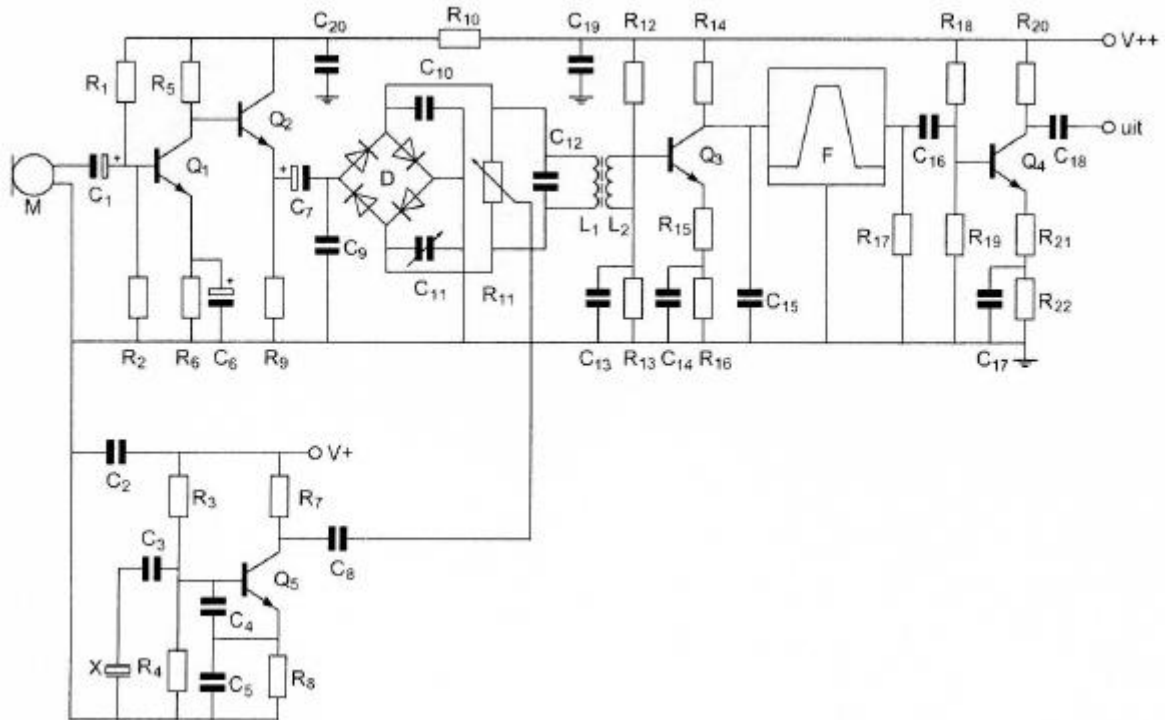 C20 R10 C19 R12 R14 R18 R20
V++
R1 R5 C10
Q2 C12 C16 C18 uit
Q1 D Q3 F Q4
M C1 C7
C9 L1 L2 R15 R17 R19 R21
C11 R11 C15 R22
R2 R6 C6 R9 C13 R13 C14 R16 C17
V+
C2 R3 R7
C3 C8
Q5
C4
X R4 C5 R8